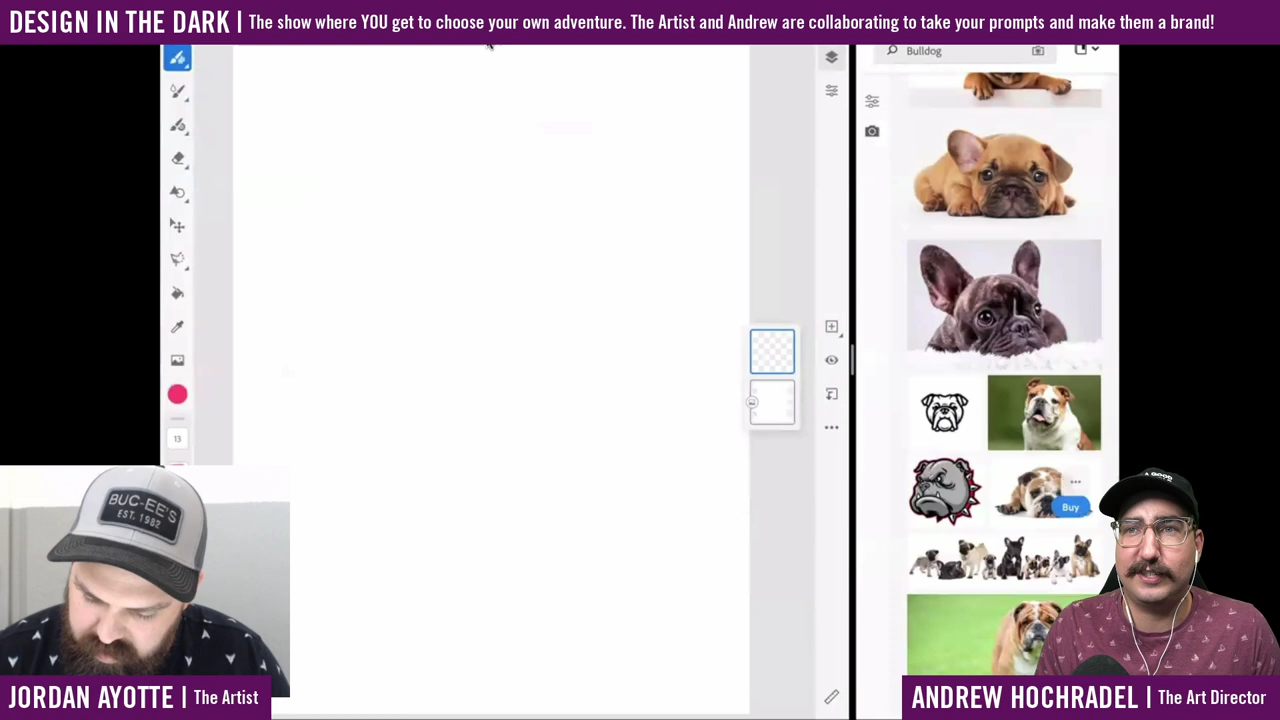 DESIGN IN THE DARK | The show where YOU get to choose your own adventure. The Artist and Andrew are collaborating to take your prompts and make them a brand!
Bulldog
13
Buy
BUC-EE'S
EST. 1982
A GOOD
JORDAN AYOTTE | The Artist
ANDREW HOCHRADEL | The Art Director